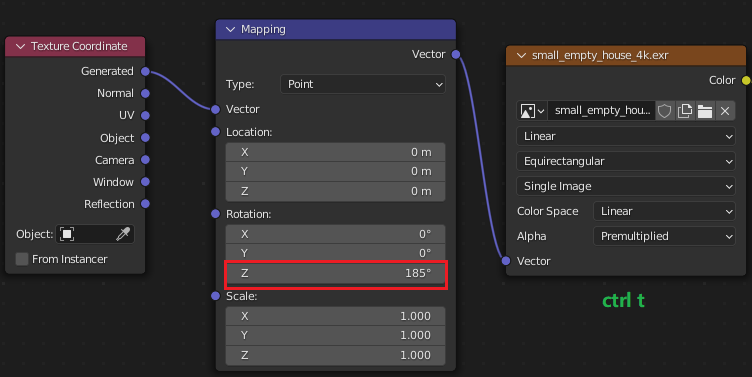 Texture Coordinate
Generated
Normal
UV
Object
Camera
Window
Reflection
Object:
From Instancer
Mapping
Vector
Type: Point
Vector
Location:
X 0 m
Y 0 m
Z 0 m
Rotation:
X 0°
Y 0°
Z 185°
Scale:
X 1.000
Y 1.000
Z 1.000
small_empty_house_4k.exr
Color
small_empty_hou...
Linear
Equirectangular
Single Image
Color Space Linear
Alpha Premultiplied
Vector
ctrl t